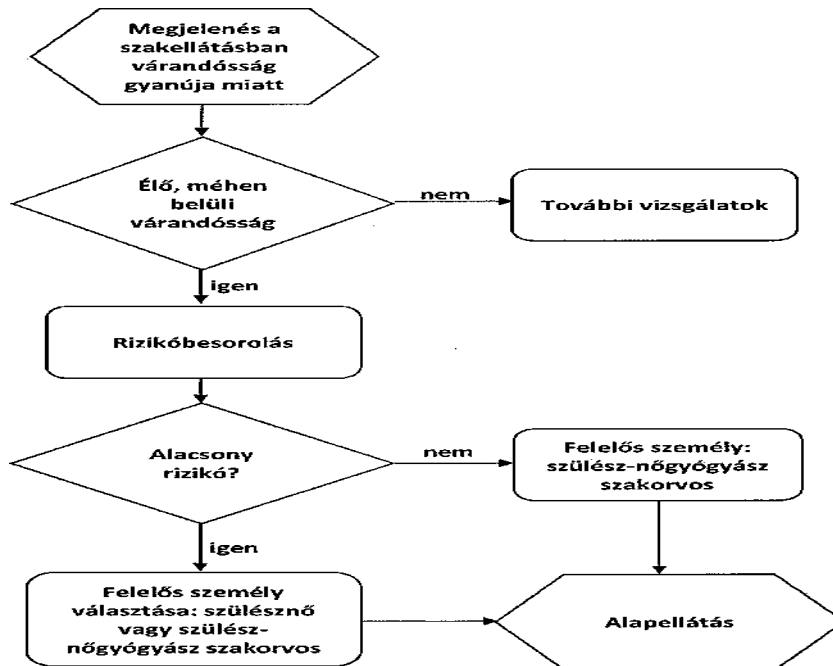 Megjelenés a
szakellátásban
várandósság
gyanúja miatt
Élő, méhen
belüli
várandósság
nem
További vizsgálatok
igen
Rizikóbesorolás
Alacsony
rizikó?
nem
Felelős személy:
szülész-nőgyógyász
szakorvos
igen
Felelős személy
választása: szülésznő
vagy szülész-
nőgyógyász szakorvos
Alapellátás